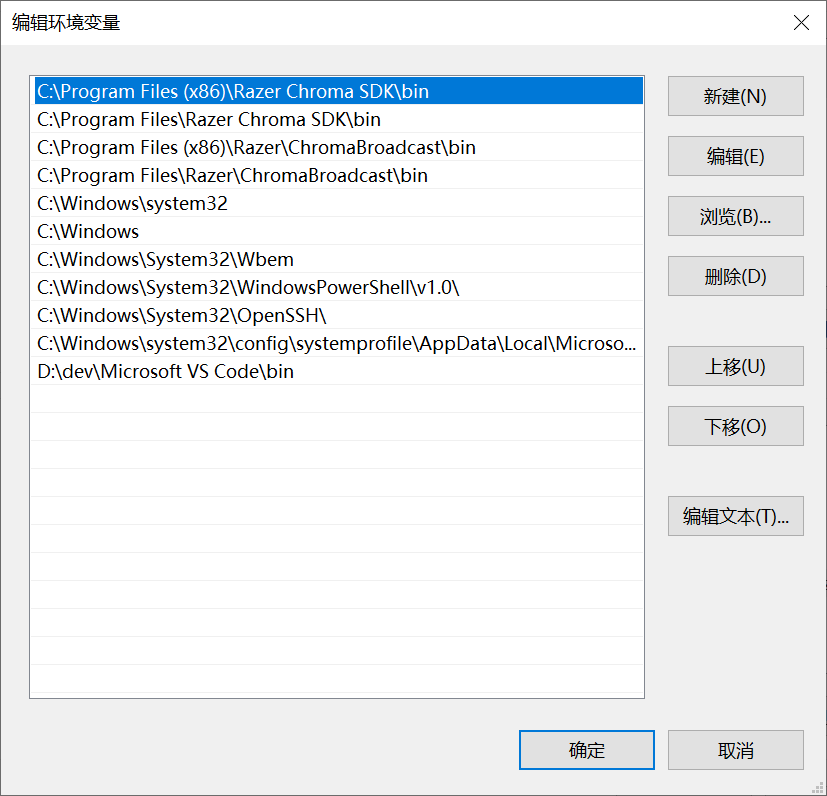 编辑环境变量
C:\Program Files (x86)\Razer Chroma SDK\bin
C:\Program Files\Razer Chroma SDK\bin
C:\Program Files (x86)\Razer\ChromaBroadcast\bin
C:\Program Files\Razer\ChromaBroadcast\bin
C:\Windows\system32
C:\Windows
C:\Windows\System32\Wbem
C:\Windows\System32\WindowsPowerShell\v1.0\
C:\Windows\System32\OpenSSH\
C:\Windows\system32\config\systemprofile\AppData\Local\Microso...
D:\dev\Microsoft VS Code\bin
新建(N)
编辑(E)
浏览(B)...
删除(D)
上移(U)
下移(O)
编辑文本(T)...
确定
取消